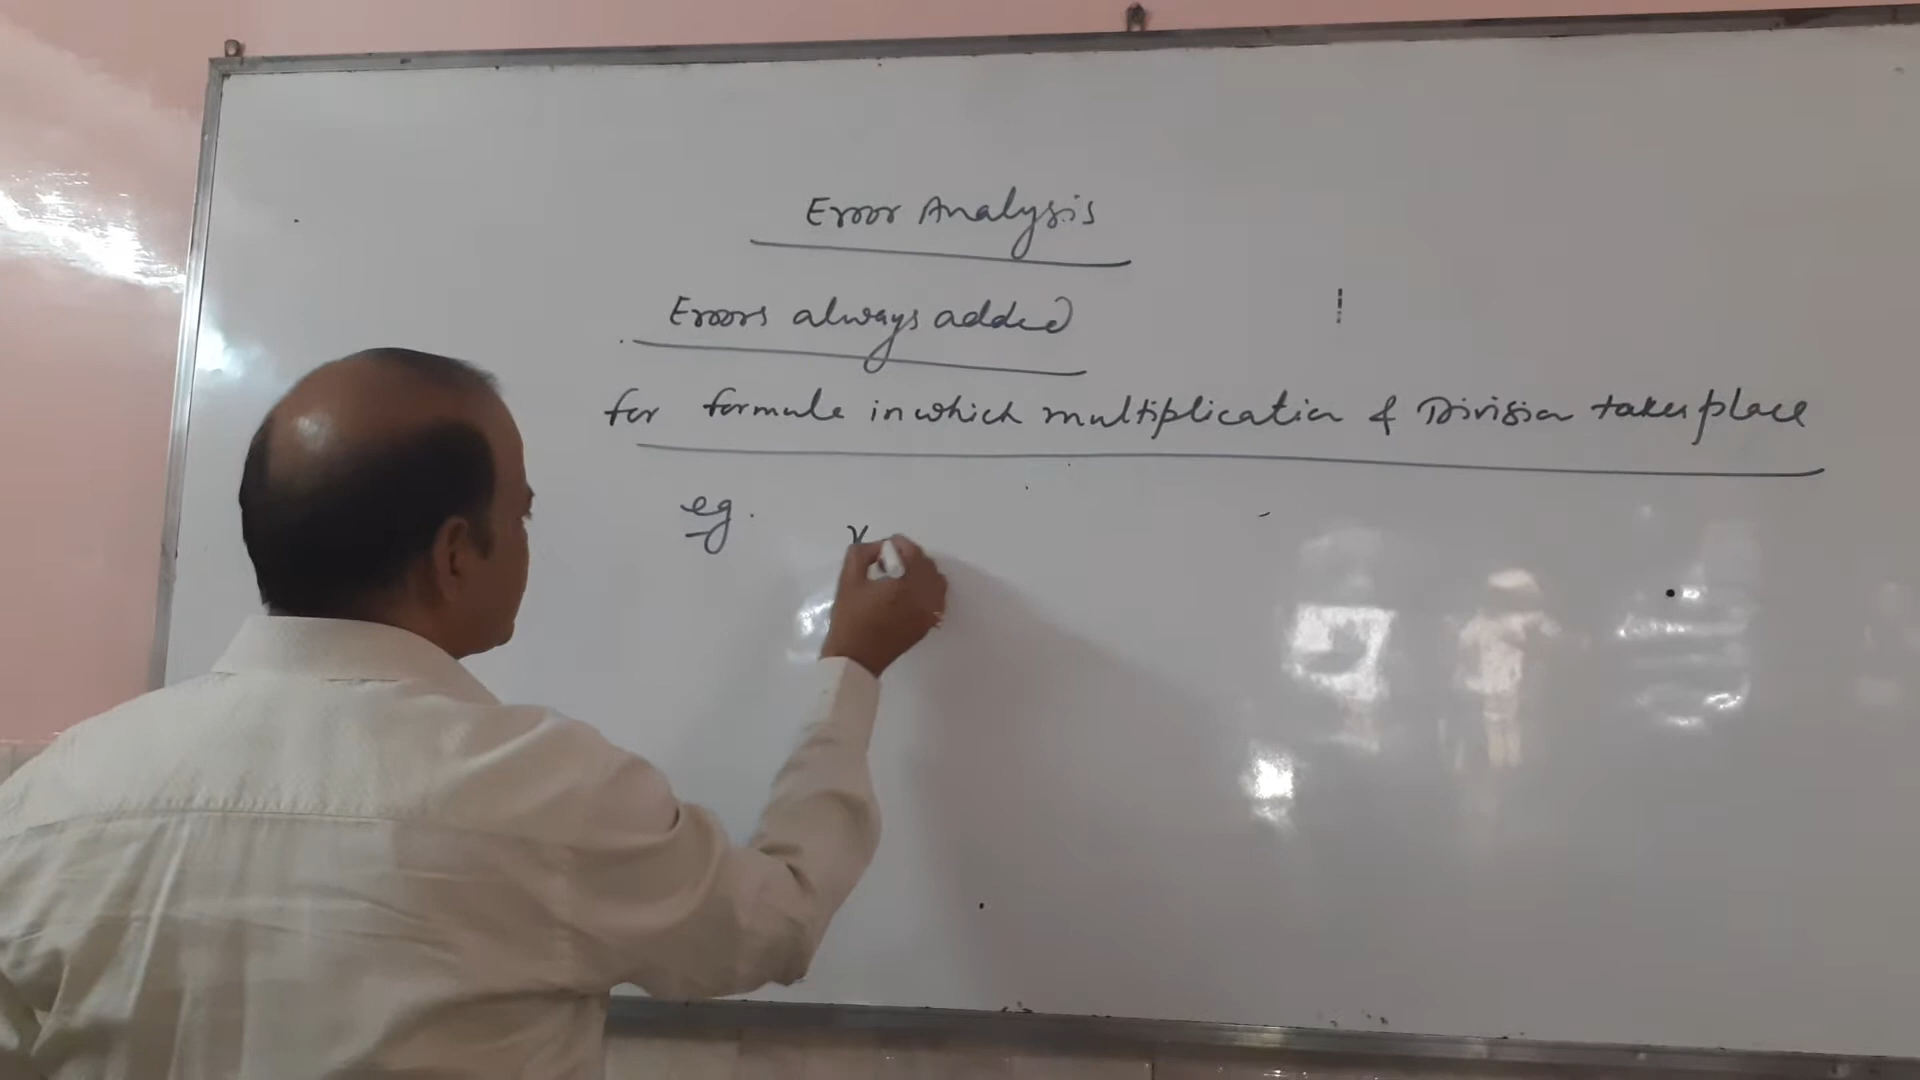 Error Analysis
Errors always added
for formule in which multiplication & Division takes place
eg.